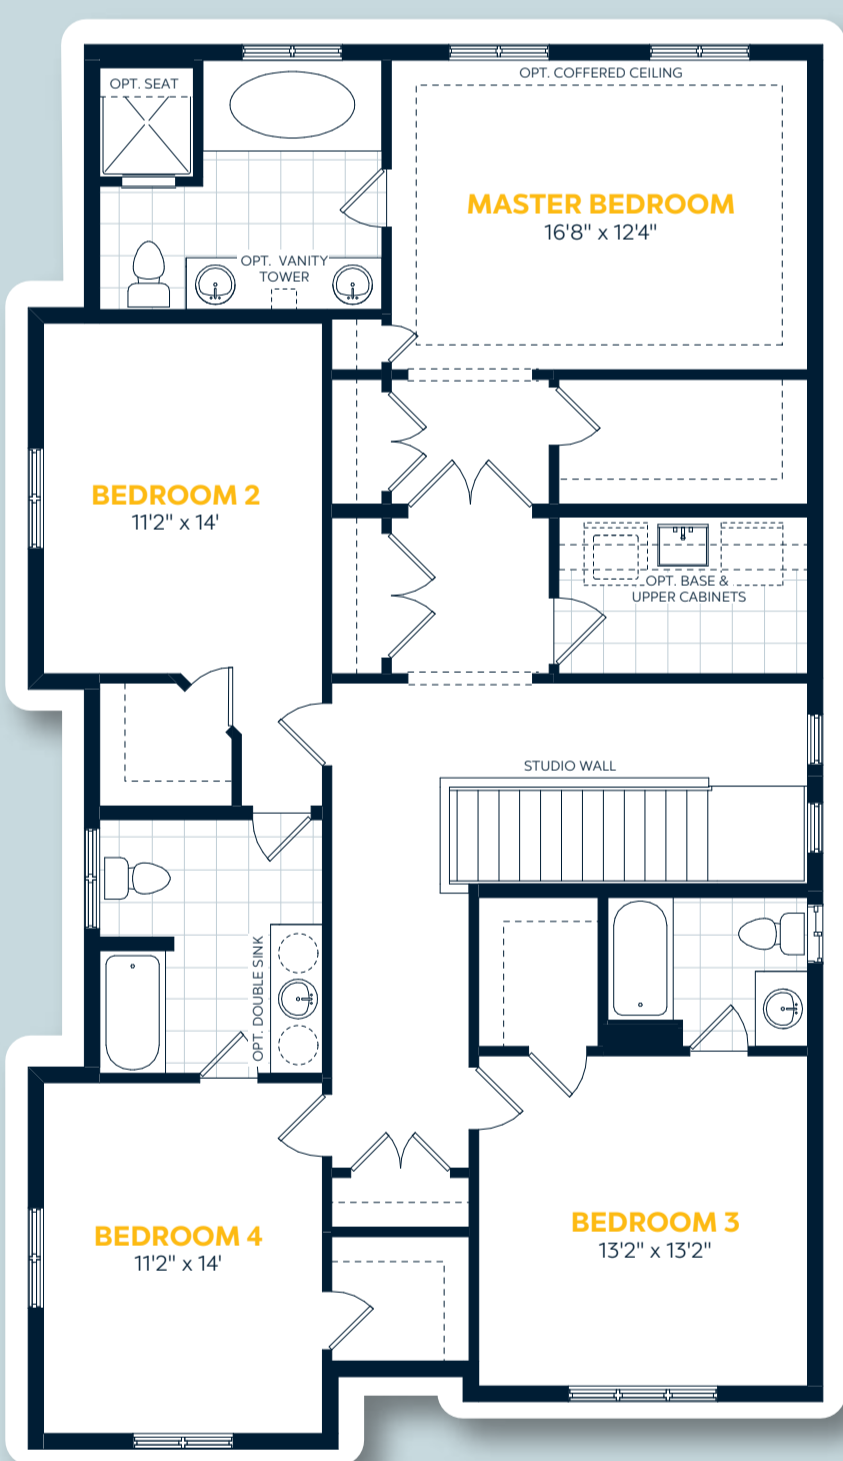 OPT. COFFERED CEILING
OPT. SEAT
MASTER BEDROOM
16'8" x 12'4"
OPT. VANITY
TOWER
BEDROOM 2
11'2" x 14'
OPT. BASE &
UPPER CABINETS
STUDIO WALL
OPT. DOUBLE SINK
BEDROOM 3
13'2" x 13'2"
BEDROOM 4
11'2" x 14'